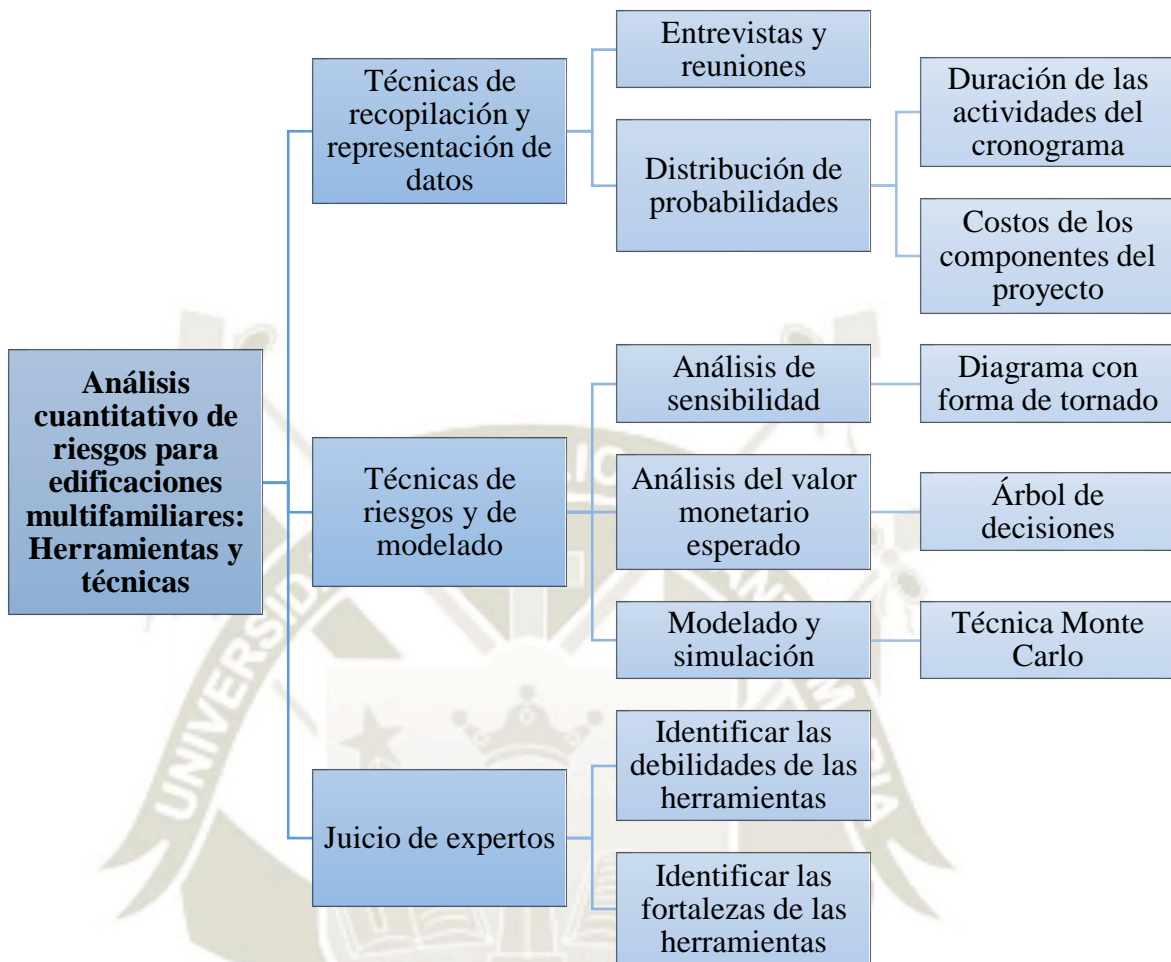 Análisis
cuantitativo de
riesgos para
edificaciones
multifamiliares:
Herramientas y
técnicas
Técnicas de
recopilación y
representación de
datos
Entrevistas y
reuniones
Distribución de
probabilidades
Duración de las
actividades del
cronograma
Costos de los
componentes del
proyecto
Técnicas de
riesgos y de
modelado
Análisis de
sensibilidad
Diagrama con
forma de tornado
Análisis del valor
monetario
esperado
Árbol de
decisiones
Modelado y
simulación
Técnica Monte
Carlo
Juicio de expertos
Identificar las
debilidades de las
herramientas
Identificar las
fortalezas de las
herramientas